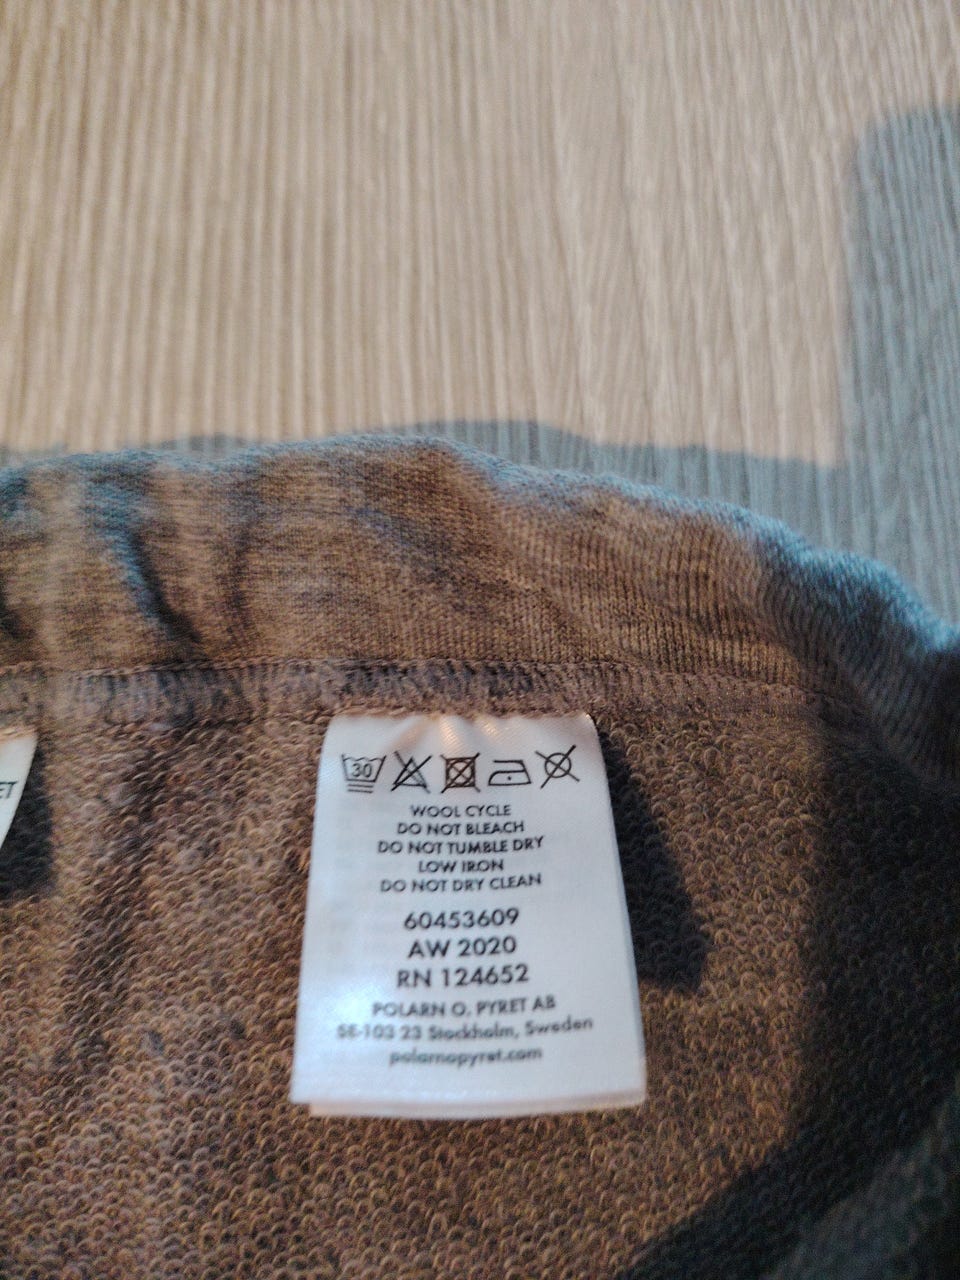 ET
30
WOOL CYCLE
DO NOT BLEACH
DO NOT TUMBLE DRY
LOW IRON
DO NOT DRY CLEAN
60453609
AW 2020
RN 124652
POLARN O. PYRET AB
SE-103 23 Stockholm, Sweden
polarnopyret.com